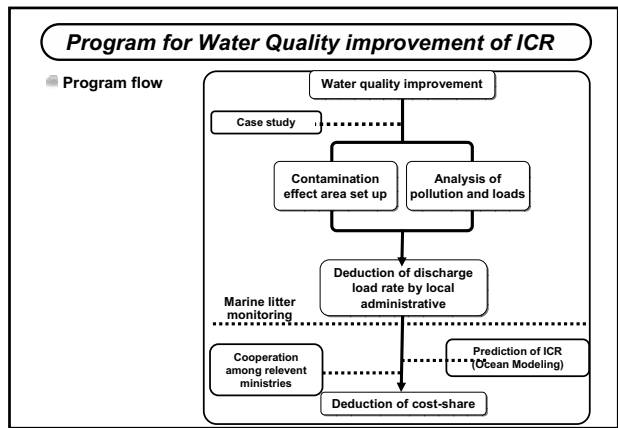 Program for Water Quality improvement of ICR
Program flow
Water quality improvement
Case study
Contamination
effect area set up
Analysis of
pollution and loads
Deduction of discharge
load rate by local
administrative
Marine litter
monitoring
Cooperation
among relevent
ministries
Prediction of ICR
(Ocean Modeling)
Deduction of cost-share